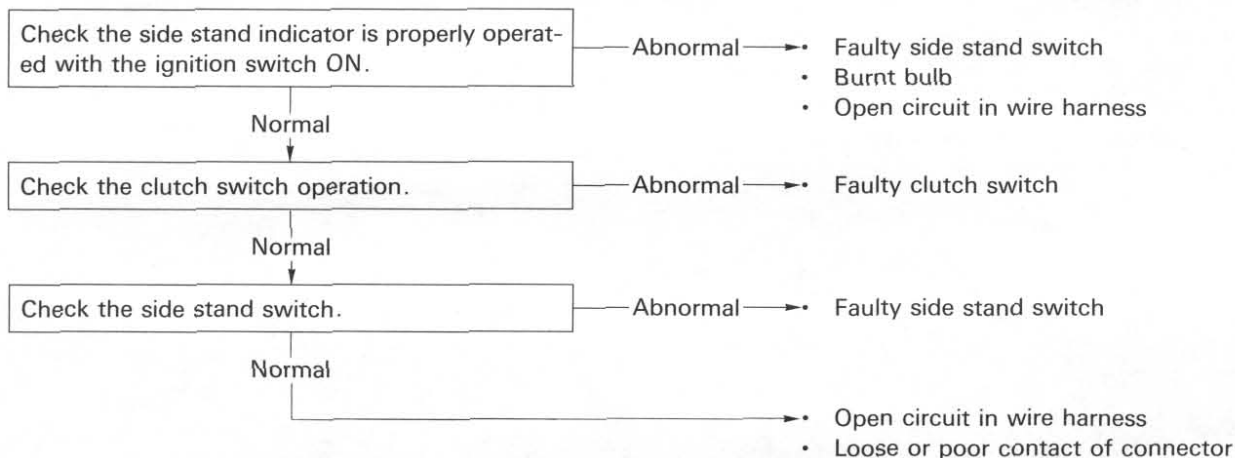 Check the side stand indicator is properly operat-
ed with the ignition switch ON.
Abnormal
• Faulty side stand switch
• Burnt bulb
• Open circuit in wire harness
Normal
Check the clutch switch operation.
Abnormal
• Faulty clutch switch
Normal
Check the side stand switch.
Abnormal
• Faulty side stand switch
Normal
• Open circuit in wire harness
• Loose or poor contact of connector